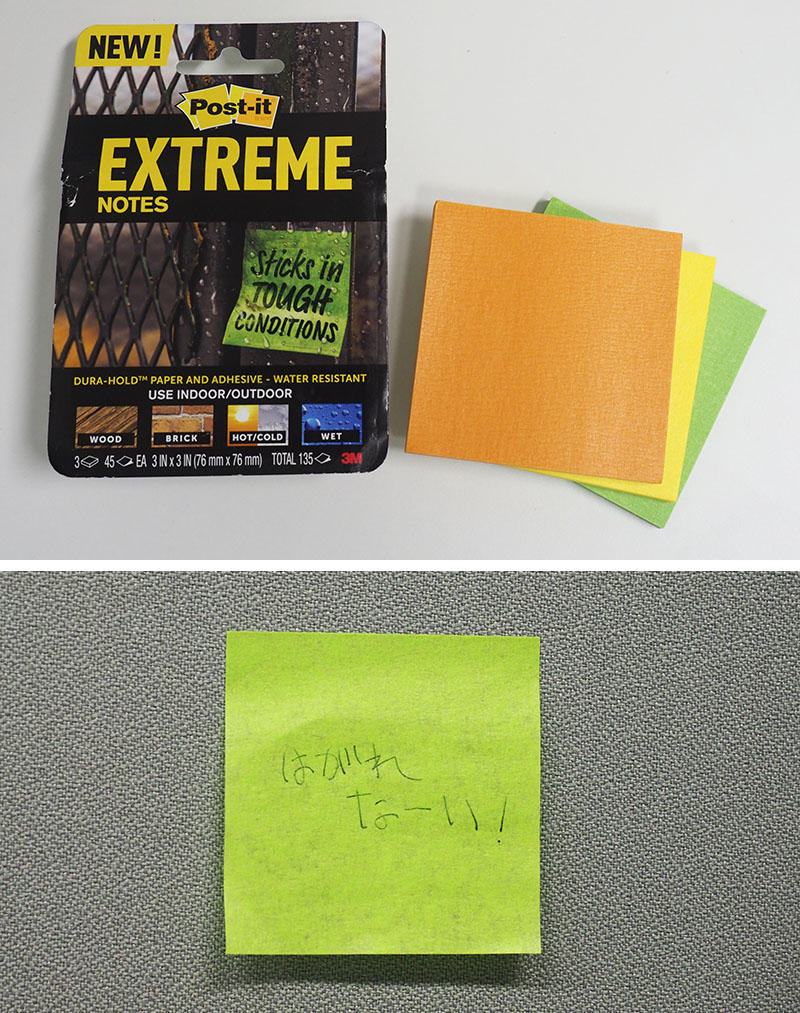 NEW!
Post-it
EXTREME
NOTES
Sticks in
TOUGH
CONDITIONS
DURA-HOLD™ PAPER AND ADHESIVE - WATER RESISTANT
USE INDOOR/OUTDOOR
WOOD BRICK HOT/COLD WET
3 45 EA 3 IN x 3 IN (76 mm x 76 mm) TOTAL 135 3M
はがれ
なーい!